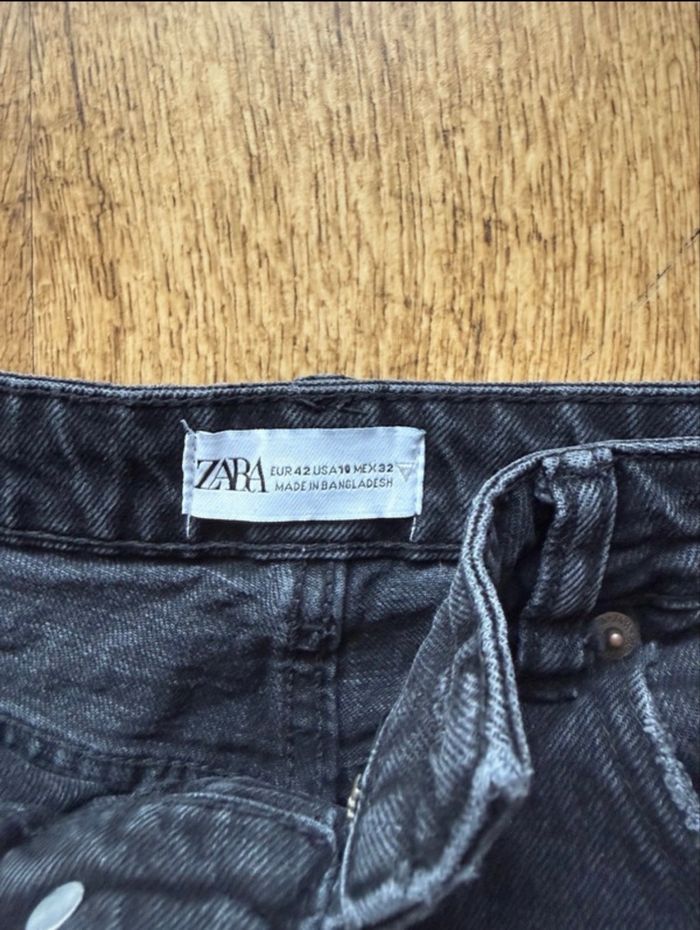 ZARA
EUR 42 USA 10 MEX 32
MADE IN BANGLADESH